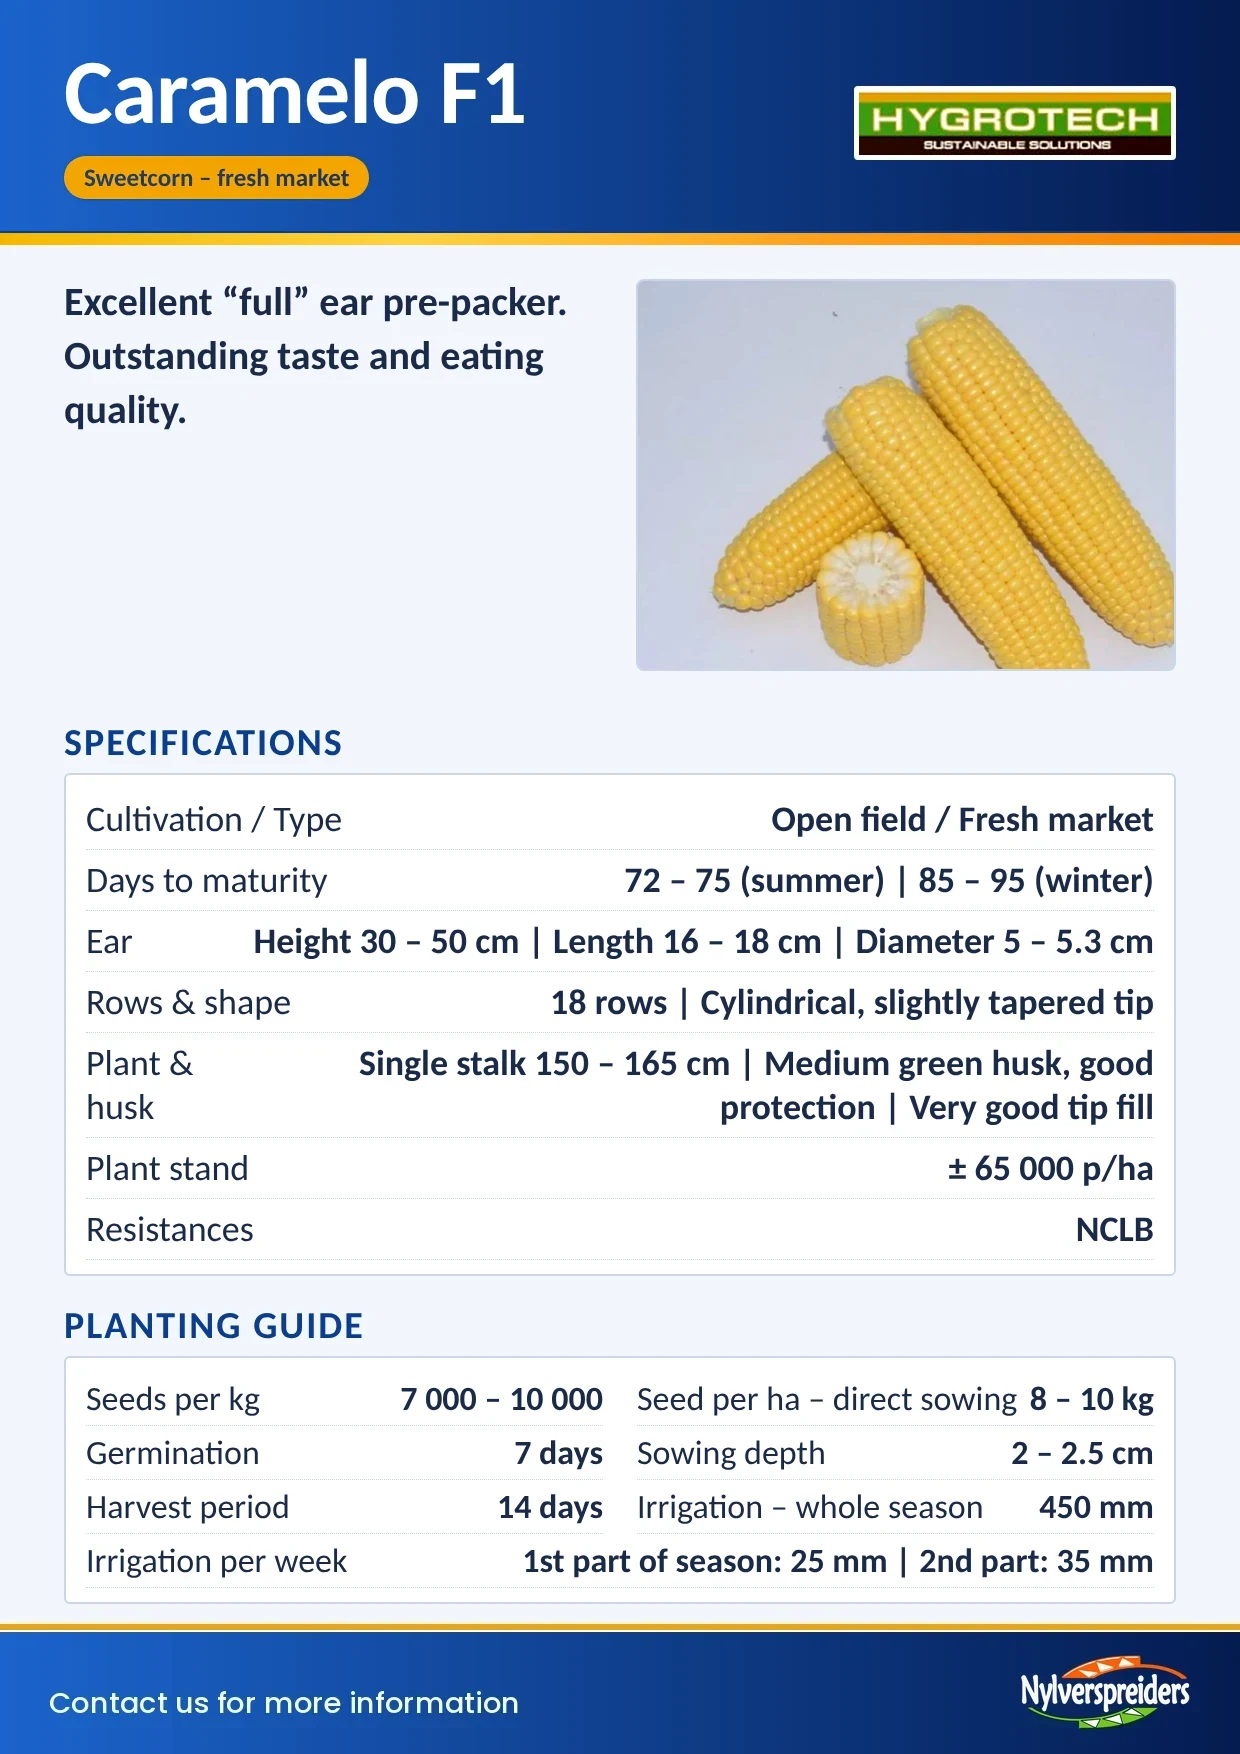 Caramelo F1
Sweetcorn – fresh market
HYGROTECH
SUSTAINABLE SOLUTIONS
Excellent “full” ear pre-packer.
Outstanding taste and eating
quality.
SPECIFICATIONS
Cultivation / Type Open field / Fresh market
Days to maturity 72 – 75 (summer) | 85 – 95 (winter)
Ear Height 30 – 50 cm | Length 16 – 18 cm | Diameter 5 – 5.3 cm
Rows & shape 18 rows | Cylindrical, slightly tapered tip
Plant & Single stalk 150 – 165 cm | Medium green husk, good
husk protection | Very good tip fill
Plant stand ± 65 000 p/ha
Resistances NCLB
PLANTING GUIDE
Seeds per kg 7 000 – 10 000 Seed per ha – direct sowing 8 – 10 kg
Germination 7 days Sowing depth 2 – 2.5 cm
Harvest period 14 days Irrigation – whole season 450 mm
Irrigation per week 1st part of season: 25 mm | 2nd part: 35 mm
Contact us for more information
Nylverspreiders